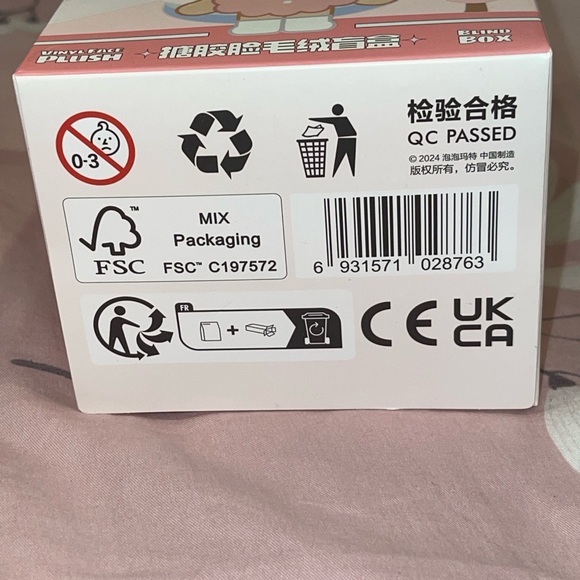 VINYL FACE
PLUSH
搪胶脸毛绒盲盒
BLIND
BOX
0-3
检验合格
QC PASSED
© 2024 泡泡玛特 中国制造
版权所有，仿冒必究。
FSC
MIX
Packaging
FSC™ C197572
6 931571 028763
FR
+
CE
UK
CA